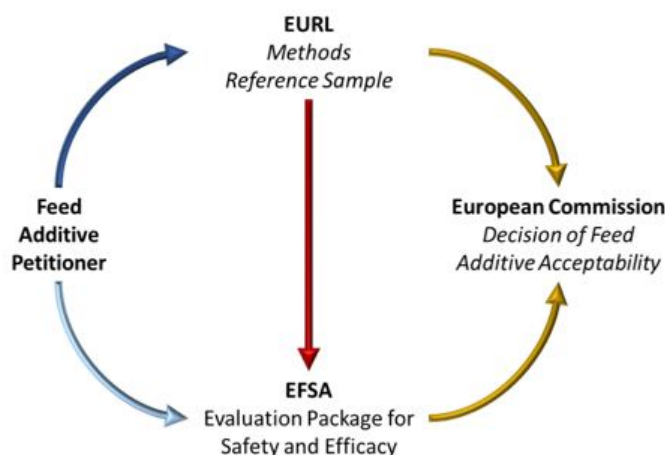 EURL
Methods
Reference Sample
Feed
Additive
Petitioner
European Commission
Decision of Feed
Additive Acceptability
EFSA
Evaluation Package for
Safety and Efficacy